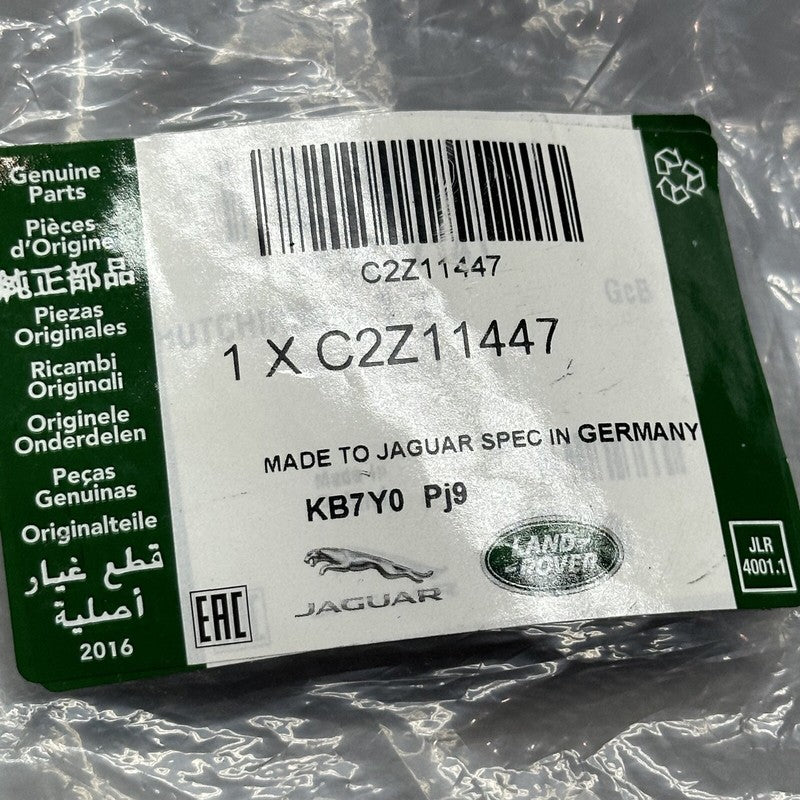 Genuine
Parts
Pièces
d'Origine
純正部品
Piezas
Originales
Ricambi
Originali
Originele
Onderdelen
Peças
Genuinas
Originalteile
قطع غيار
أصلية
2016
C2Z11447
1 X C2Z11447
GcB
MADE TO JAGUAR SPEC IN GERMANY
KB7Y0 Pj9
EAC
JAGUAR
LAND-
-ROVER
JLR
4001.1